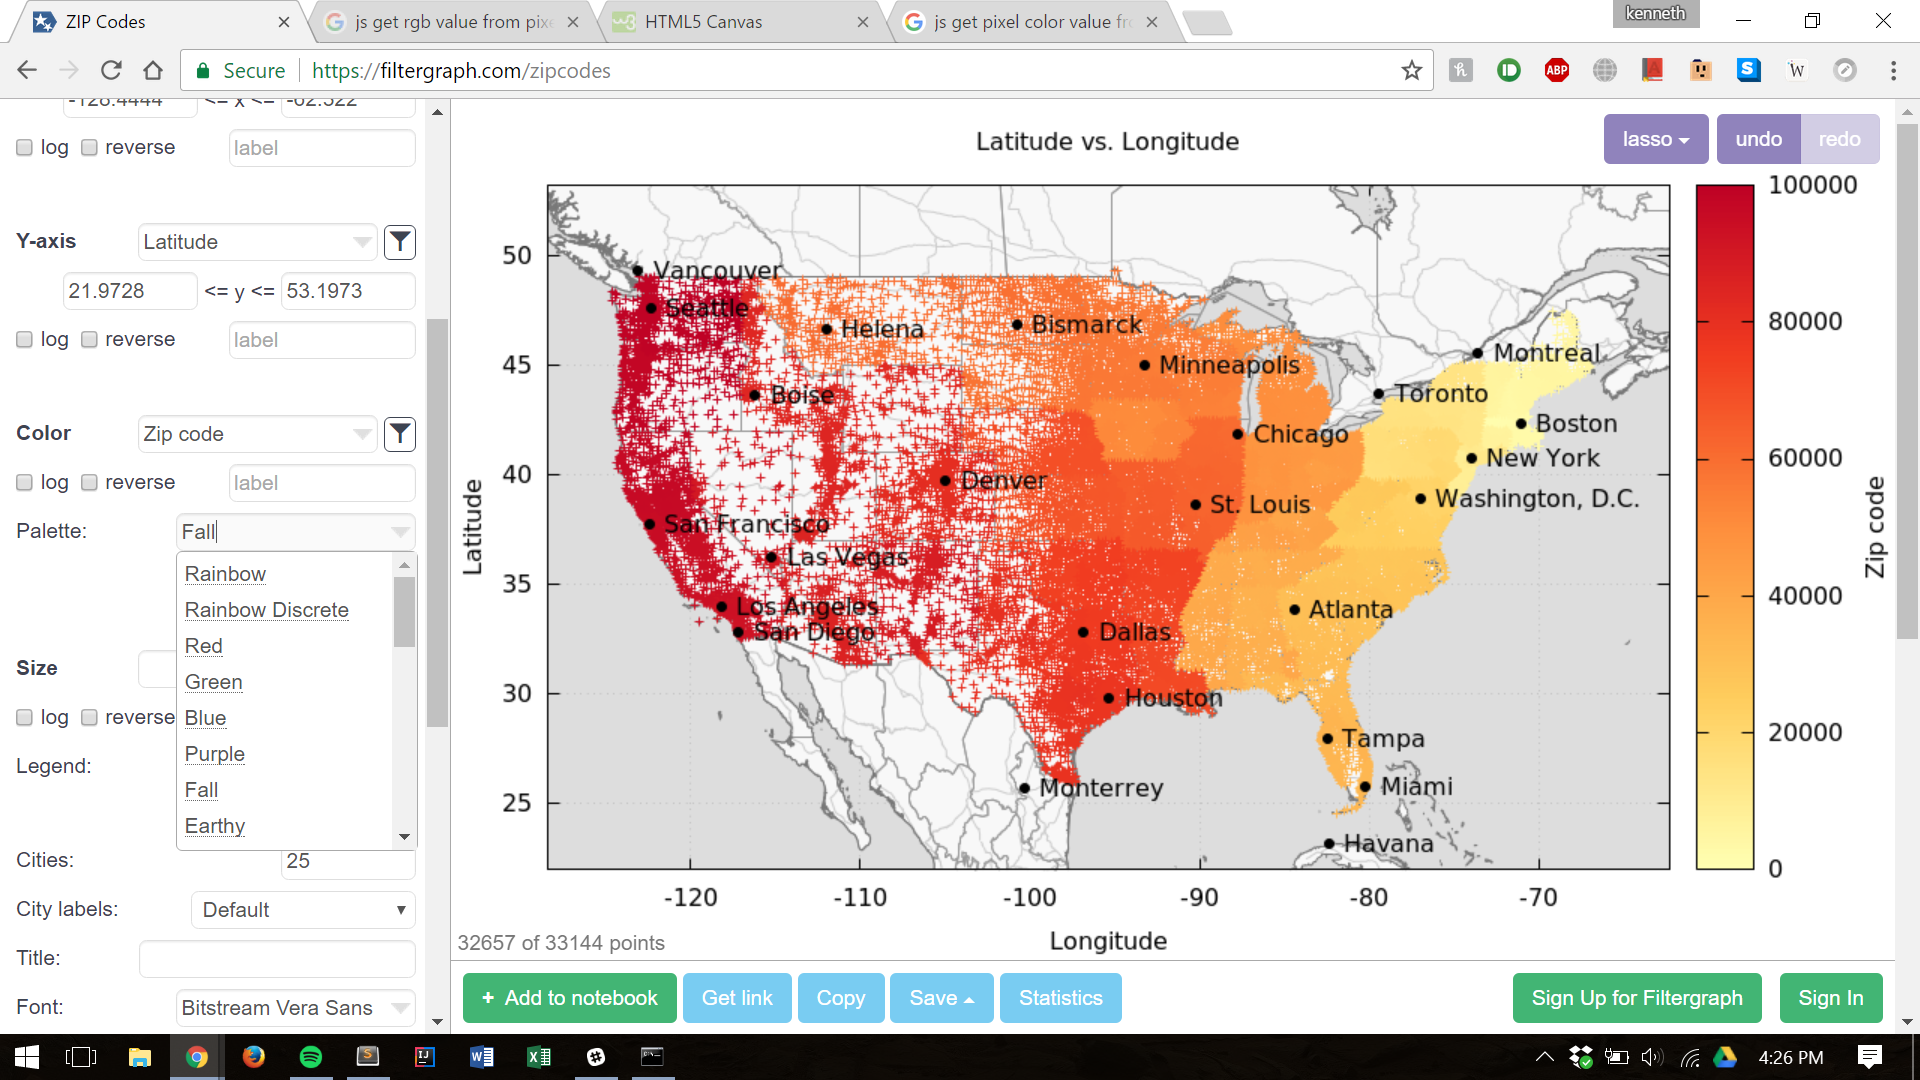 ZIP Codes
js get rgb value from pixe
HTML5 Canvas
js get pixel color value fr
kenneth
Secure
https://filtergraph.com/zipcodes
ABP
-128.4444 <= x <= -62.522
log reverse label
Y-axis Latitude
21.9728 <= y <= 53.1973
log reverse label
Color Zip code
log reverse label
Palette: Fall
Rainbow
Rainbow Discrete
Red
Green
Blue
Purple
Fall
Earthy
Size
log reverse
Legend:
Cities: 25
City labels: Default
Title:
Font: Bitstream Vera Sans
Latitude vs. Longitude
lasso undo redo
50
45
40
35
30
25
Latitude
-120 -110 -100 -90 -80 -70
Longitude
Vancouver
Seattle
Helena
Bismarck
Minneapolis
Montreal
Boise
Toronto
Boston
Chicago
New York
Denver
St. Louis
Washington, D.C.
San Francisco
Las Vegas
Los Angeles
San Diego
Dallas
Atlanta
Houston
Tampa
Monterrey
Miami
Havana
100000
80000
60000
40000
20000
0
Zip code
32657 of 33144 points
+ Add to notebook Get link Copy Save Statistics
Sign Up for Filtergraph Sign In
4:26 PM